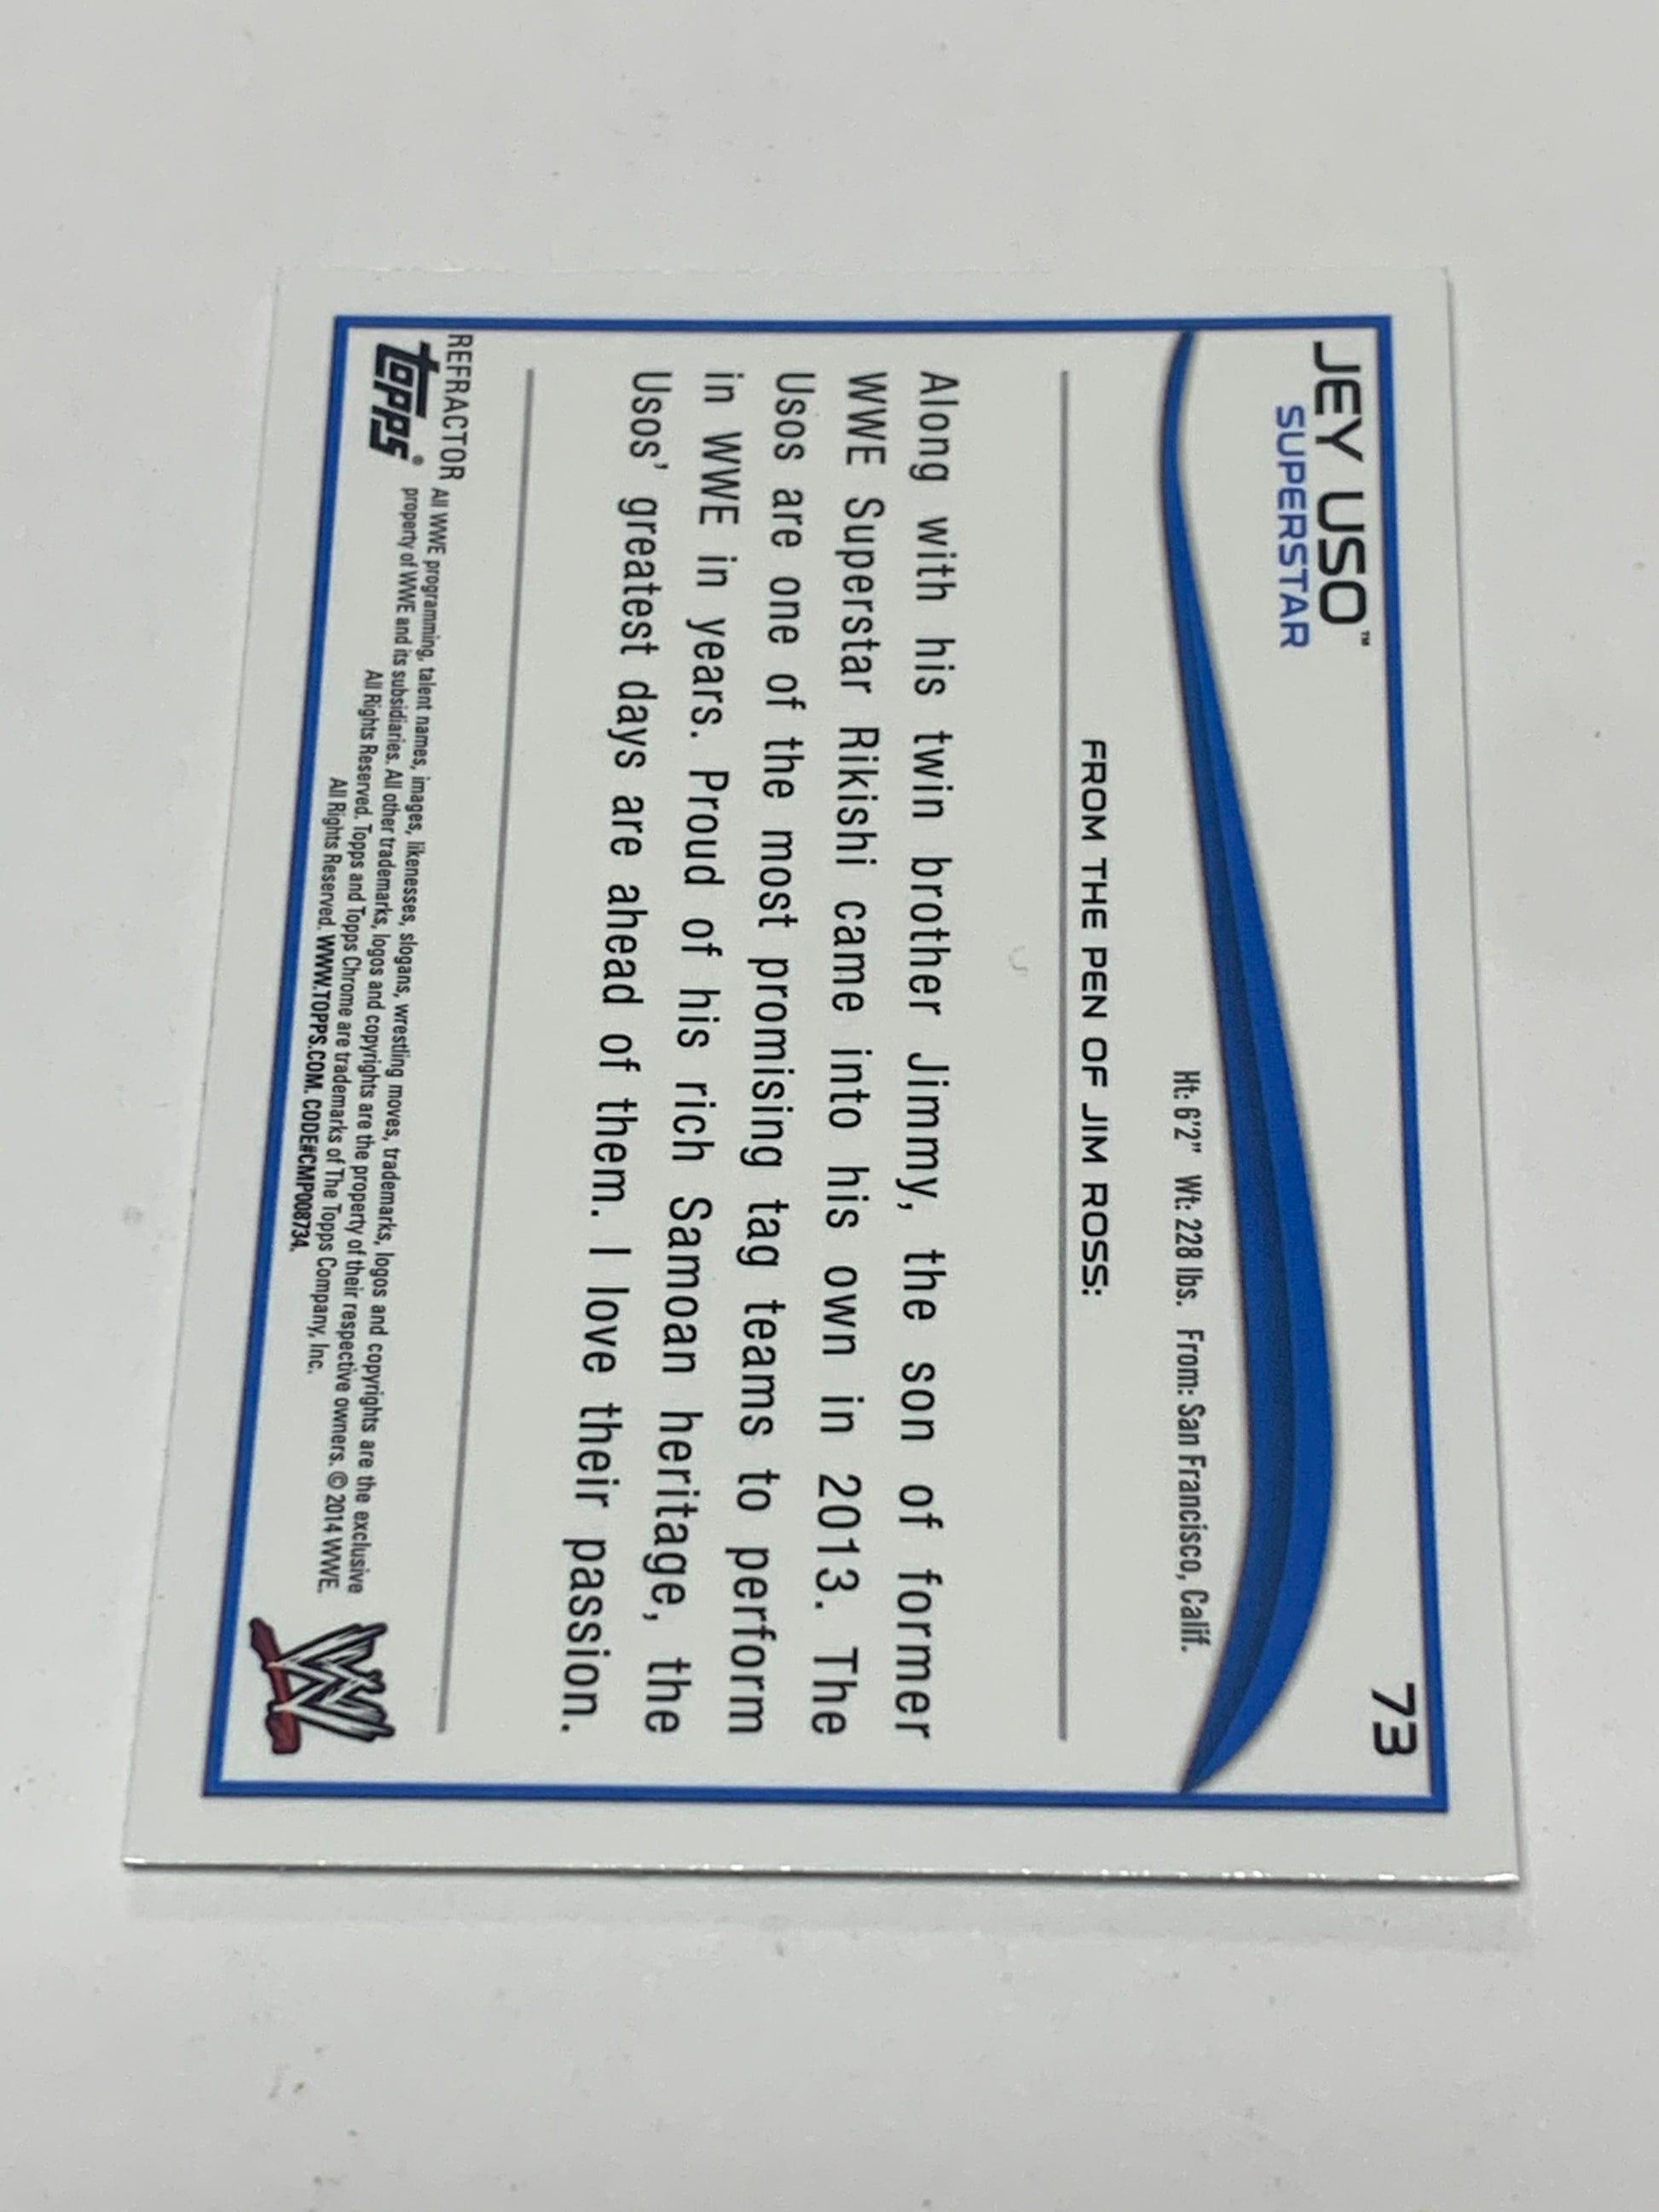 73
JEY USO™
SUPERSTAR
Ht: 6'2" Wt: 228 lbs. From: San Francisco, Calif.
FROM THE PEN OF JIM ROSS:
Along with his twin brother Jimmy, the son of former
WWE Superstar Rikishi came into his own in 2013. The
Usos are one of the most promising tag teams to perform
in WWE in years. Proud of his rich Samoan heritage, the
Usos' greatest days are ahead of them. I love their passion.
REFRACTOR
topps®
All WWE programming, talent names, images, likenesses, slogans, wrestling moves, trademarks, logos and copyrights are the exclusive
property of WWE and its subsidiaries. All other trademarks, logos and copyrights are the property of their respective owners. © 2014 WWE.
All Rights Reserved. Topps and Topps Chrome are trademarks of The Topps Company, Inc.
All Rights Reserved. WWW.TOPPS.COM. CODE#CMP008734.
W